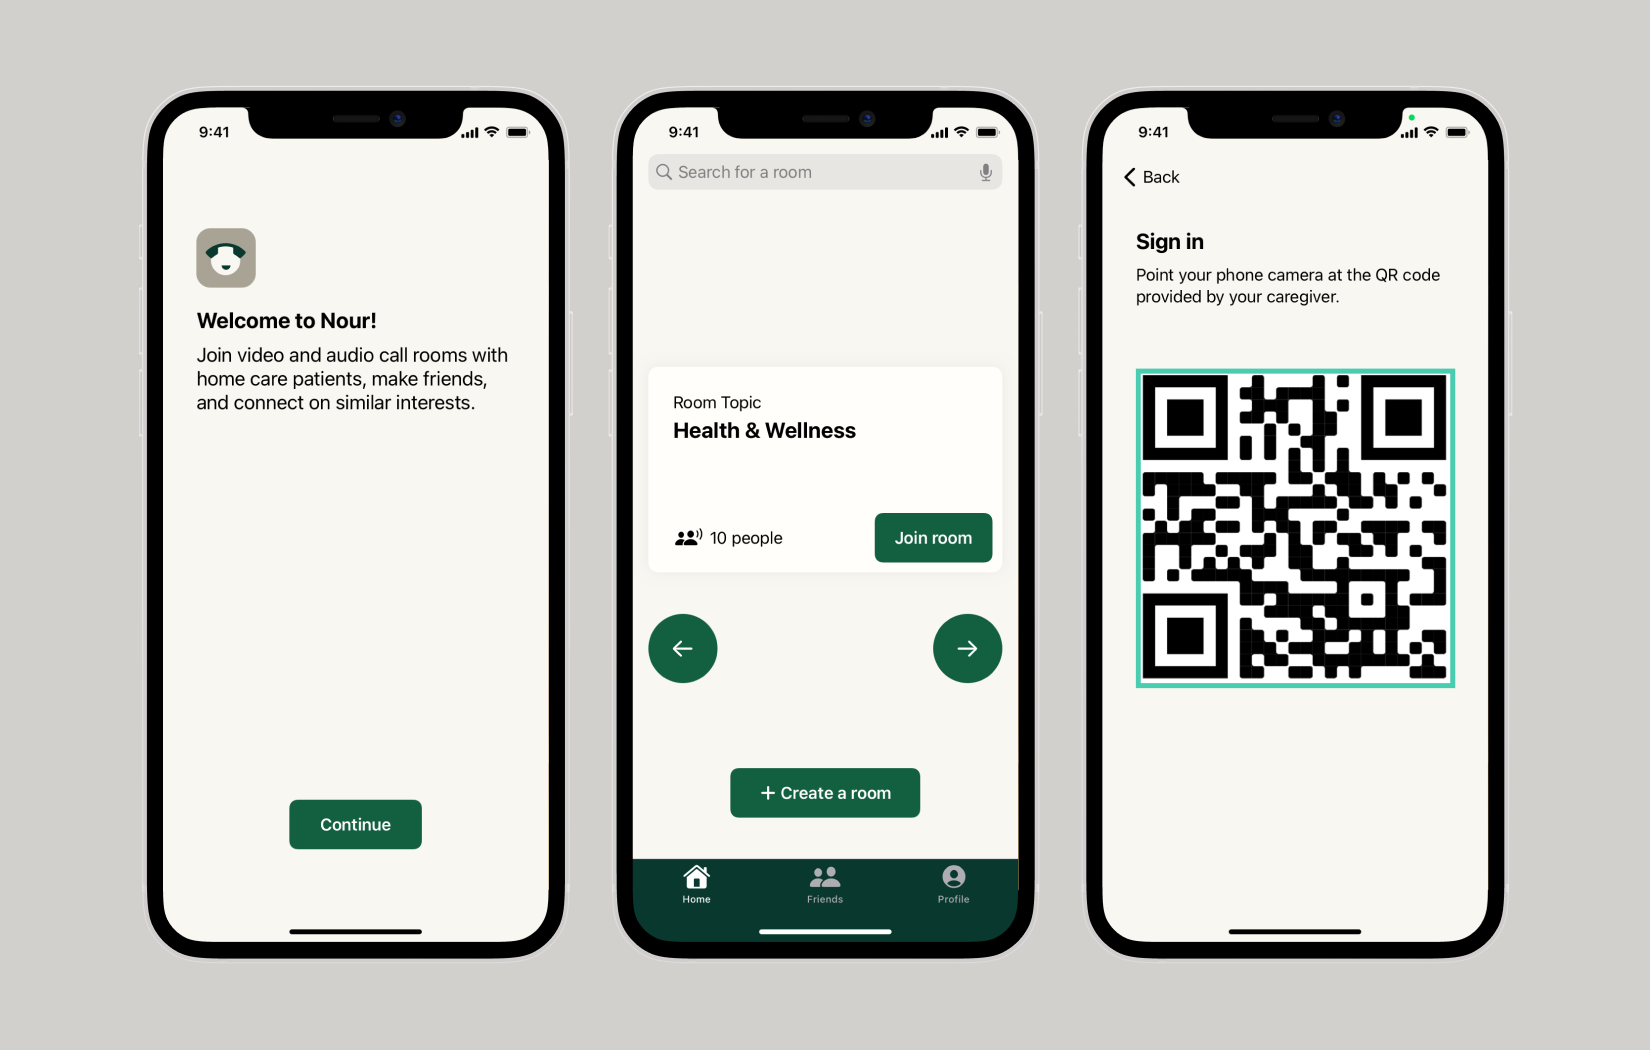 9:41
Welcome to Nour!
Join video and audio call rooms with
home care patients, make friends,
and connect on similar interests.
Continue
9:41
Search for a room
Room Topic
Health & Wellness
10 people
Join room
+ Create a room
Home
Friends
Profile
9:41
Back
Sign in
Point your phone camera at the QR code
provided by your caregiver.